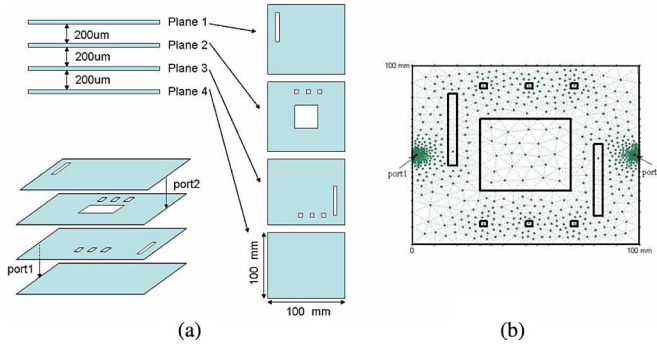 Plane 1
200um
Plane 2
200um
Plane 3
200um
Plane 4
port2
port1
100 mm
100 mm
(a)
100 mm
port1
port
0
100 mm
(b)